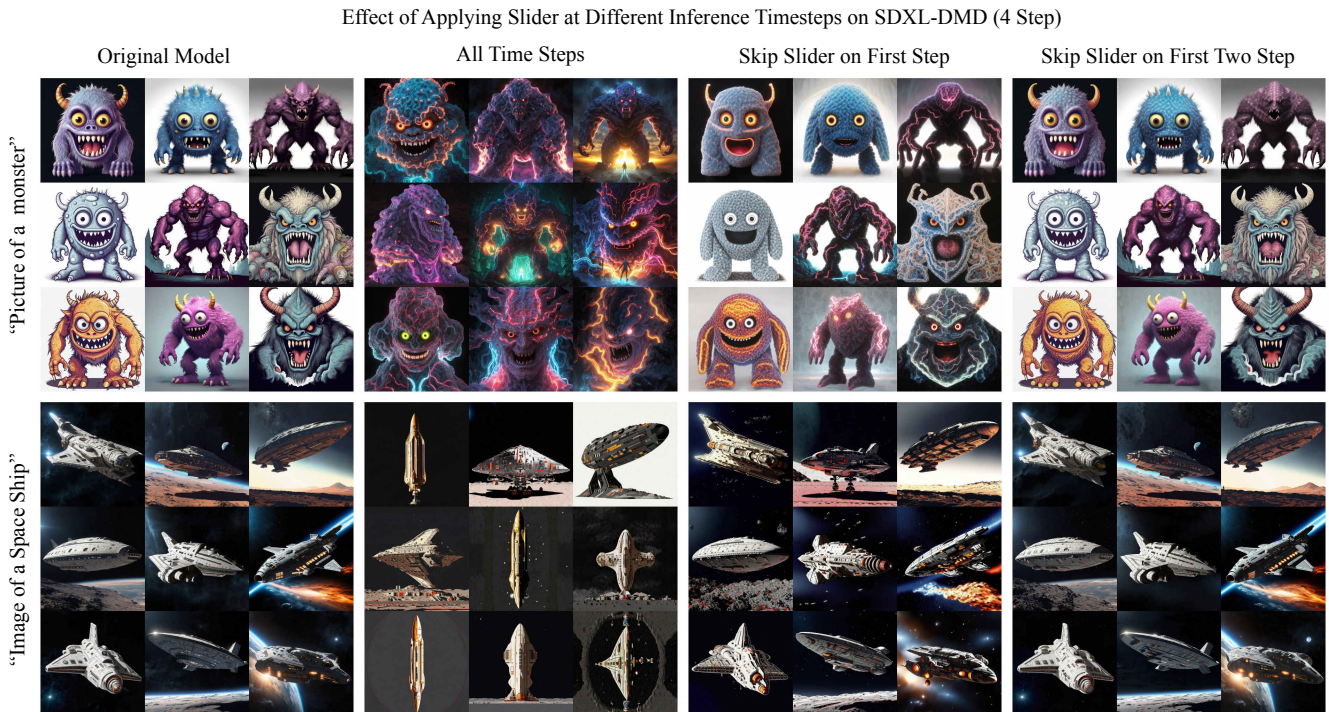 Effect of Applying Slider at Different Inference Timesteps on SDXL-DMD (4 Step)
Original Model
All Time Steps
Skip Slider on First Step
Skip Slider on First Two Step
“Picture of a monster”
“Image of a Space Ship”